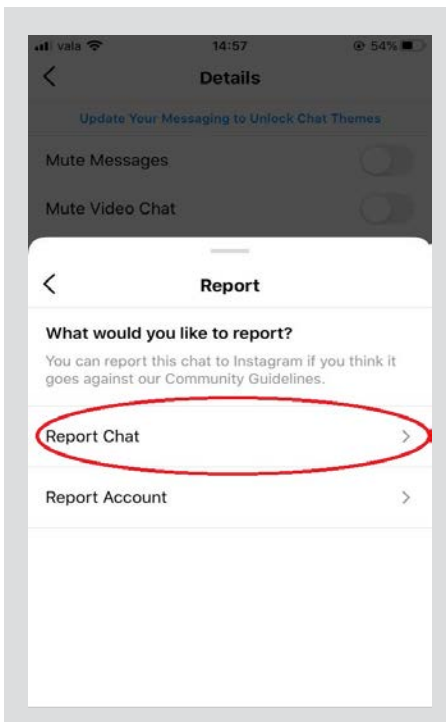 vala 14:57 54%
Details
Update Your Messaging to Unlock Chat Themes
Mute Messages
Mute Video Chat
Report
What would you like to report?
You can report this chat to Instagram if you think it
goes against our Community Guidelines.
Report Chat
Report Account